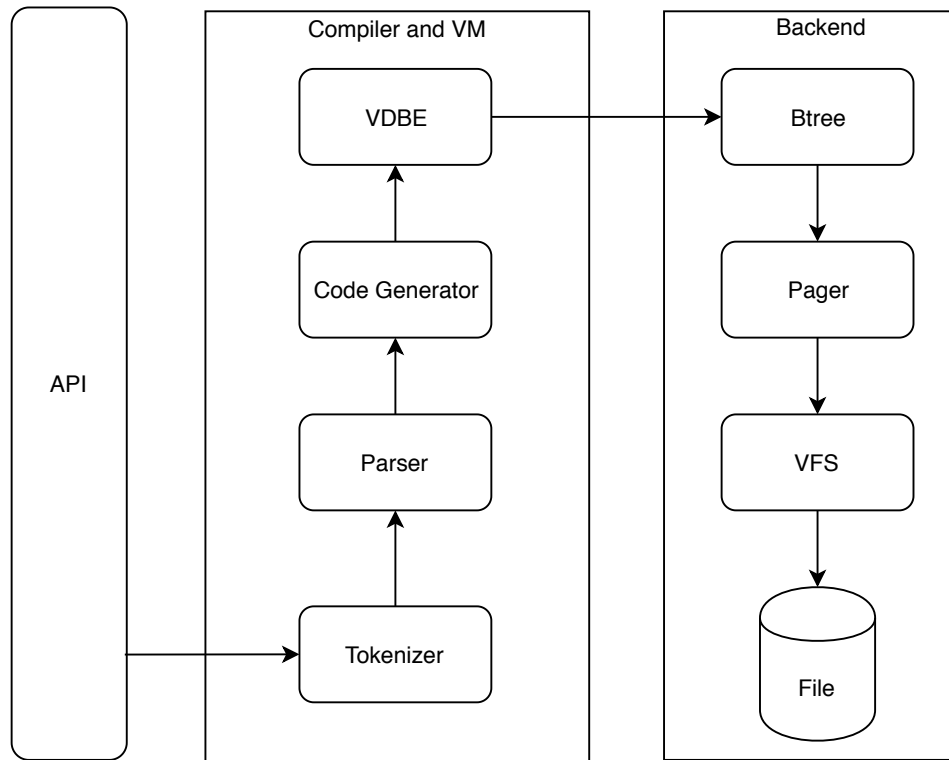 Compiler and VM
Backend
VDBE
Btree
Code Generator
Pager
API
Parser
VFS
Tokenizer
File